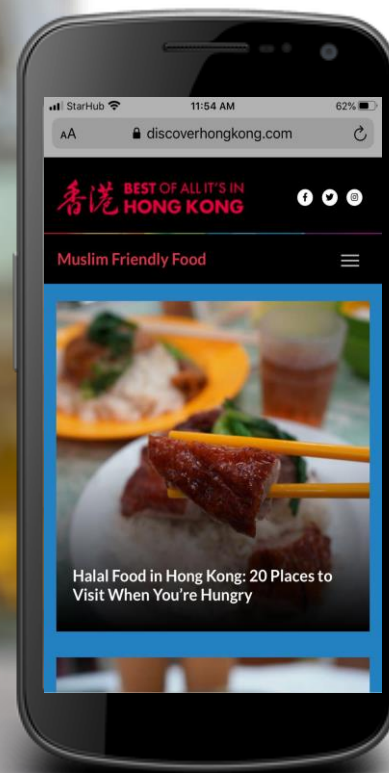 StarHub 11:54 AM 62%
AA discoverhongkong.com
香港 BEST OF ALL IT'S IN
HONG KONG
Muslim Friendly Food
Halal Food in Hong Kong: 20 Places to
Visit When You're Hungry